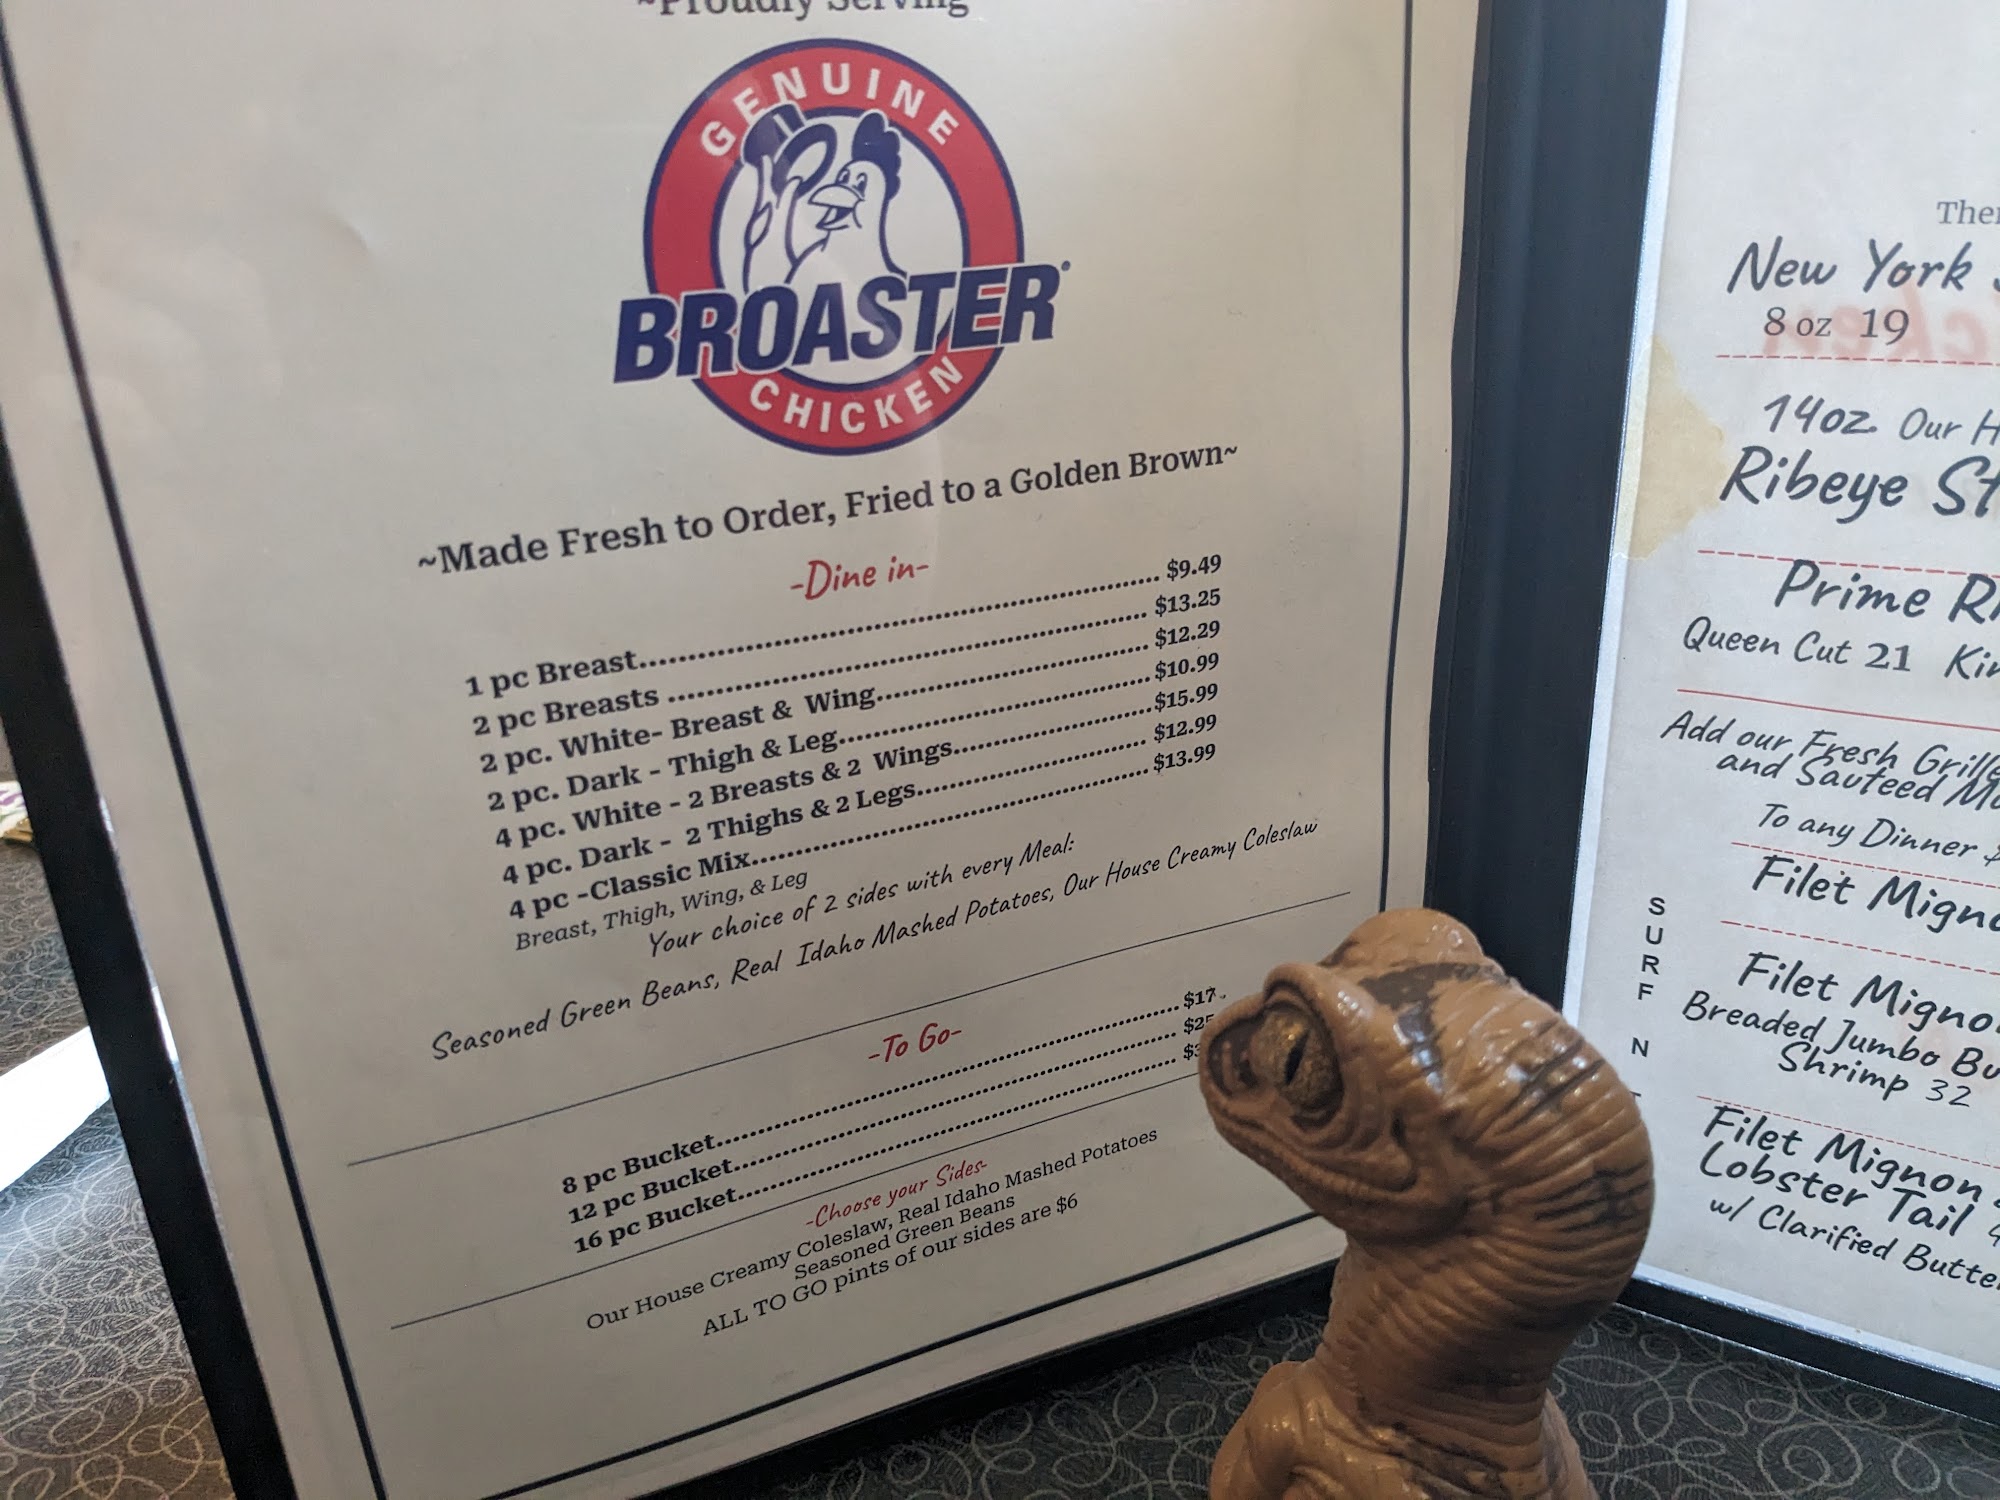 ~Proudly Serving
GENUINE
BROASTER
CHICKEN
~Made Fresh to Order, Fried to a Golden Brown~
-Dine in-
1 pc Breast.......... $9.49
2 pc Breasts .......... $13.25
2 pc. White- Breast & Wing.......... $12.29
2 pc. Dark - Thigh & Leg.......... $10.99
4 pc. White - 2 Breasts & 2 Wings.......... $15.99
4 pc. Dark - 2 Thighs & 2 Legs.......... $12.99
4 pc -Classic Mix.......... $13.99
Breast, Thigh, Wing, & Leg
Your choice of 2 sides with every Meal:
Seasoned Green Beans, Real Idaho Mashed Potatoes, Our House Creamy Coleslaw
-To Go-
8 pc Bucket.......... $17.
12 pc Bucket..........
16 pc Bucket..........
-Choose your Sides-
Our House Creamy Coleslaw, Real Idaho Mashed Potatoes
Seasoned Green Beans
ALL TO GO pints of our sides are $6
New York
8 oz 19
14oz. Our
Ribeye
Prime
Queen Cut 21
Add our Fresh
and Sauteed
To any Dinner
Filet
SURF N
Filet
Breaded Jumbo
Shrimp 32
Filet Mignon
Lobster Tail
w/ Clarified